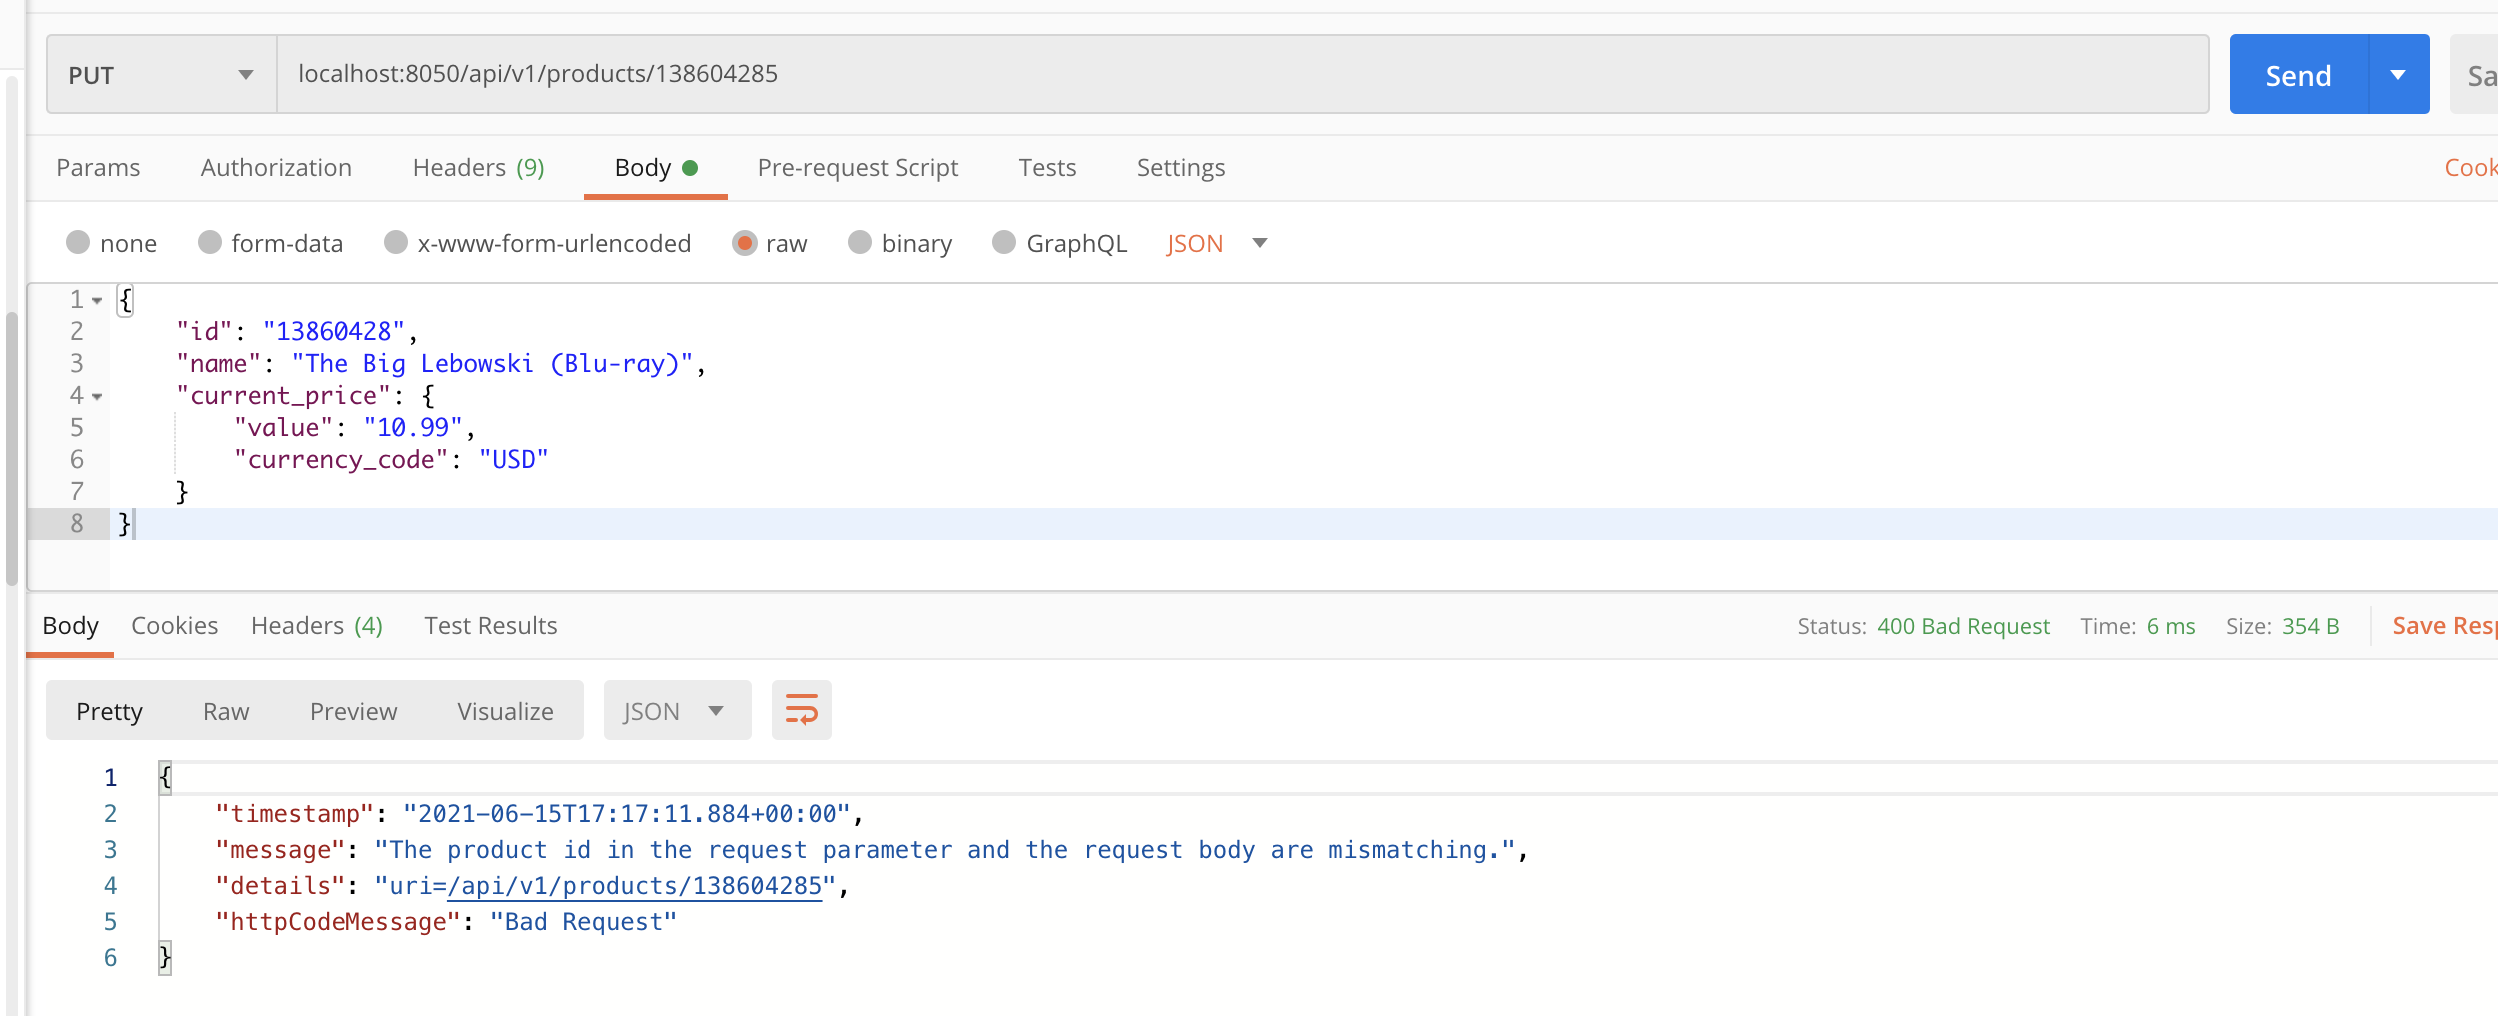 PUT localhost:8050/api/v1/products/138604285 Send Sa
Params Authorization Headers (9) Body Pre-request Script Tests Settings Cook
none form-data x-www-form-urlencoded raw binary GraphQL JSON
1 {
2 "id": "13860428",
3 "name": "The Big Lebowski (Blu-ray)",
4 "current_price": {
5 "value": "10.99",
6 "currency_code": "USD"
7 }
8 }
Body Cookies Headers (4) Test Results Status: 400 Bad Request Time: 6 ms Size: 354 B Save Resp
Pretty Raw Preview Visualize JSON
1 {
2 "timestamp": "2021-06-15T17:17:11.884+00:00",
3 "message": "The product id in the request parameter and the request body are mismatching.",
4 "details": "uri=/api/v1/products/138604285",
5 "httpCodeMessage": "Bad Request"
6 }